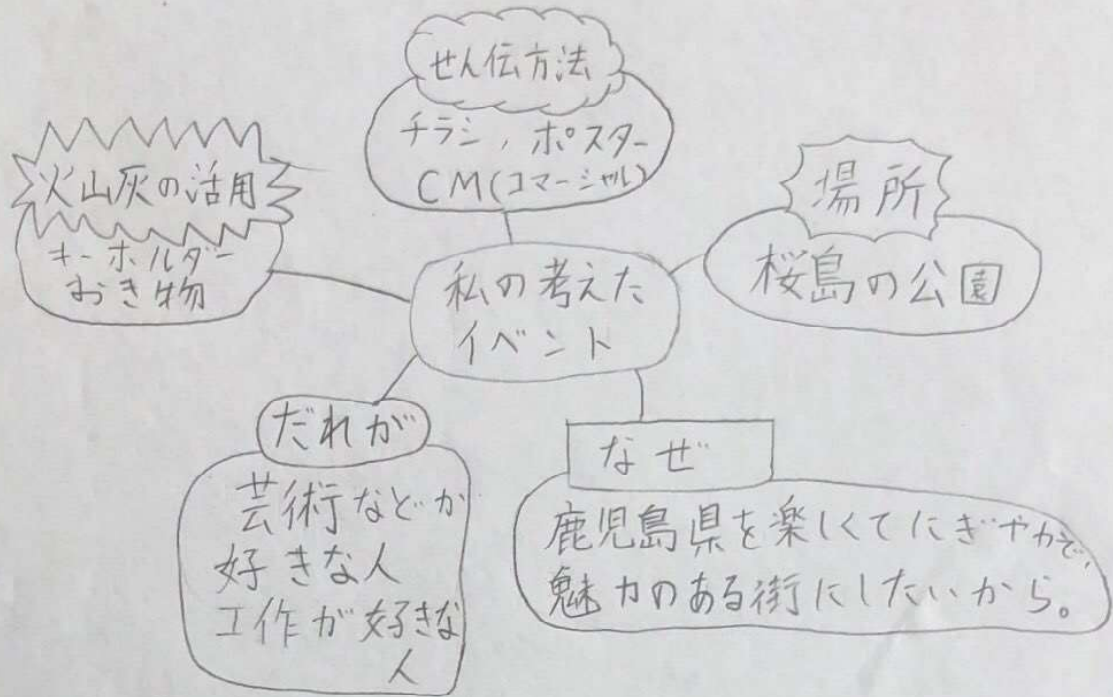 せん伝方法
チラシ,ポスター
CM(コマーシャル)
火山灰の活用
キーホルダー
おき物
場所
桜島の公園
私の考えた
イベント
だれが
芸術などが
好きな人
工作が好きな
人
なぜ
鹿児島県を楽しくてにぎやかで、
魅力のある街にしたいから。